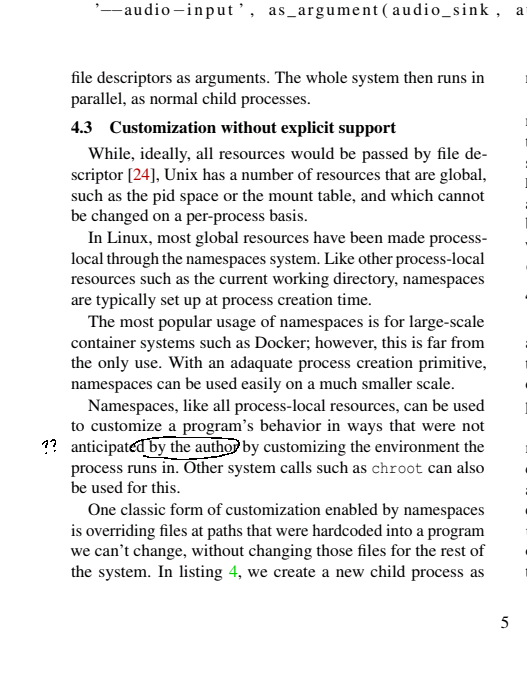 '--audio-input', as_argument(audio_sink, a
file descriptors as arguments. The whole system then runs in
parallel, as normal child processes.
4.3 Customization without explicit support
While, ideally, all resources would be passed by file de-
scriptor [24], Unix has a number of resources that are global,
such as the pid space or the mount table, and which cannot
be changed on a per-process basis.
In Linux, most global resources have been made process-
local through the namespaces system. Like other process-local
resources such as the current working directory, namespaces
are typically set up at process creation time.
The most popular usage of namespaces is for large-scale
container systems such as Docker; however, this is far from
the only use. With an adaquate process creation primitive,
namespaces can be used easily on a much smaller scale.
Namespaces, like all process-local resources, can be used
to customize a program's behavior in ways that were not
?? anticipated by the author by customizing the environment the
process runs in. Other system calls such as chroot can also
be used for this.
One classic form of customization enabled by namespaces
is overriding files at paths that were hardcoded into a program
we can't change, without changing those files for the rest of
the system. In listing 4, we create a new child process as
5